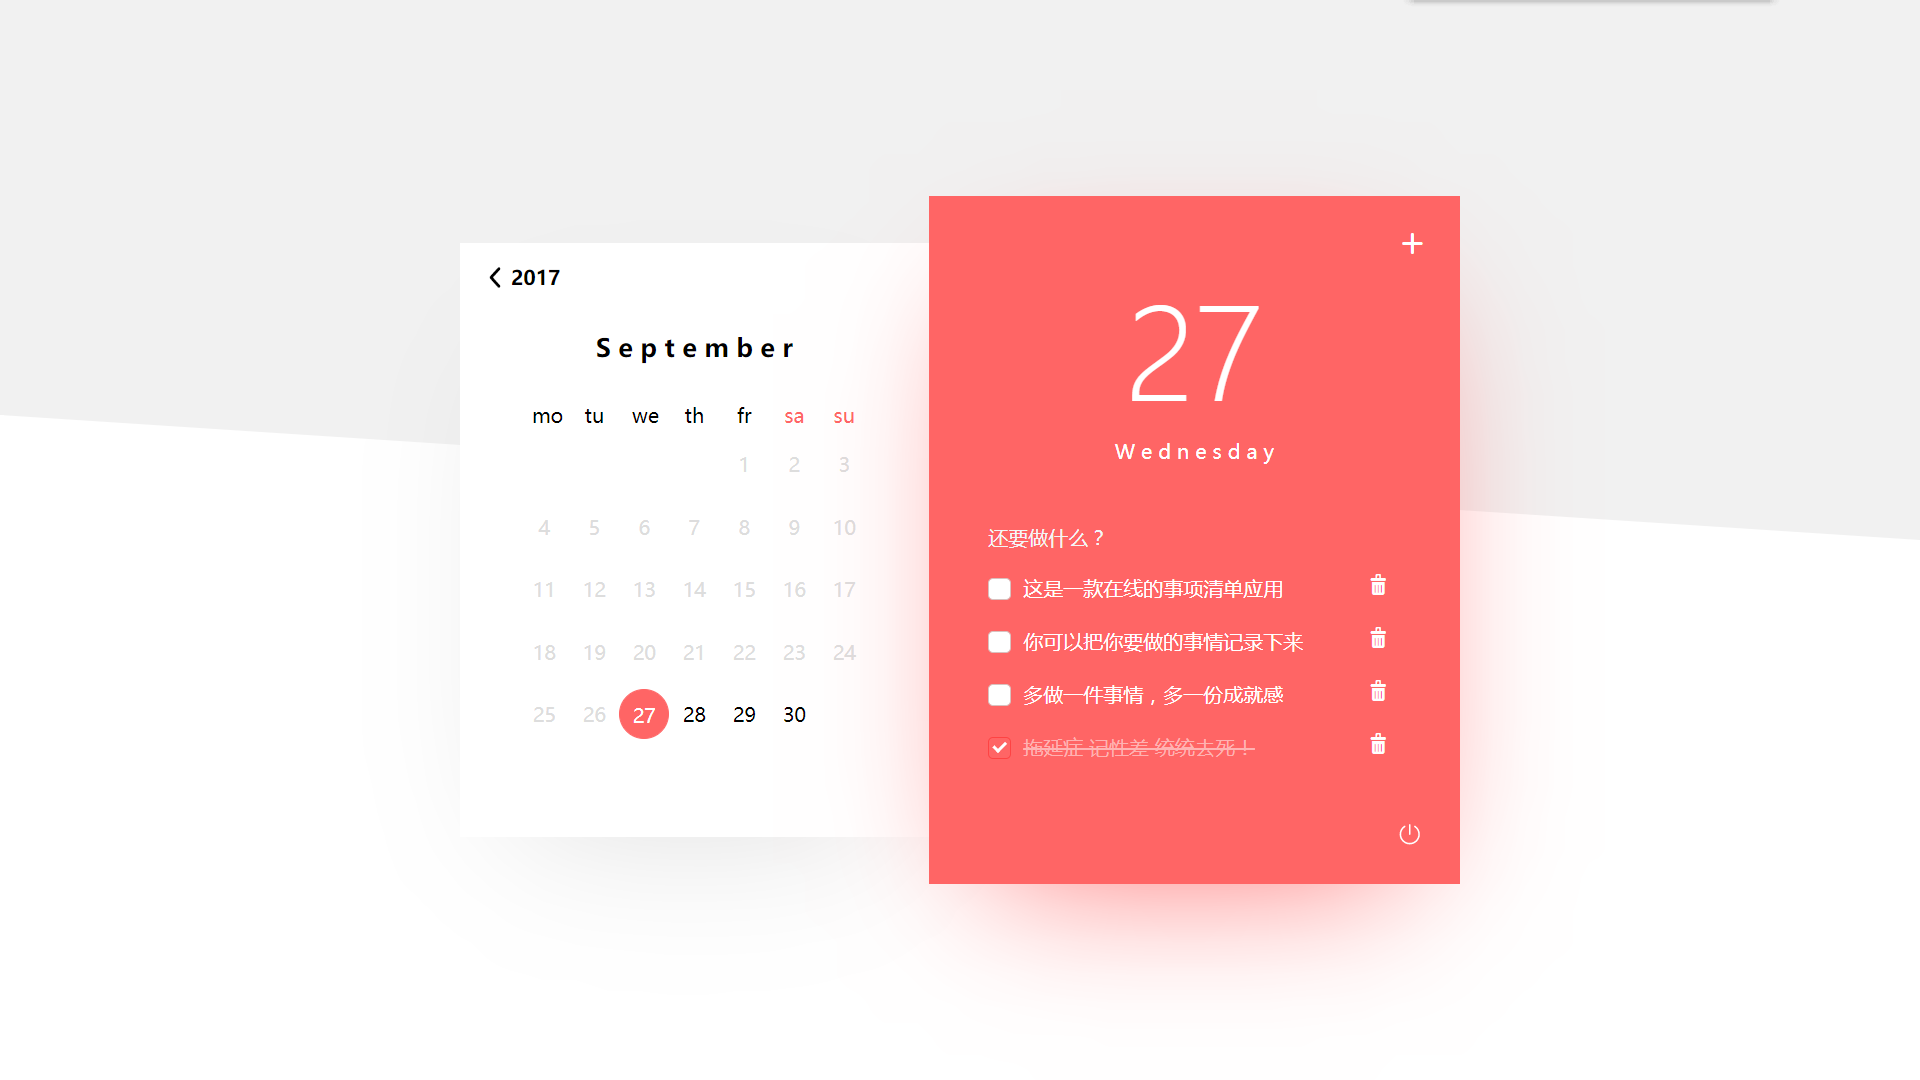 2017
September
mo tu we th fr sa su
1 2 3
4 5 6 7 8 9 10
11 12 13 14 15 16 17
18 19 20 21 22 23 24
25 26 27 28 29 30
27
Wednesday
还要做什么？
这是一款在线的事项清单应用
你可以把你要做的事情记录下来
多做一件事情，多一份成就感
拖延症 记性差 统统去死！